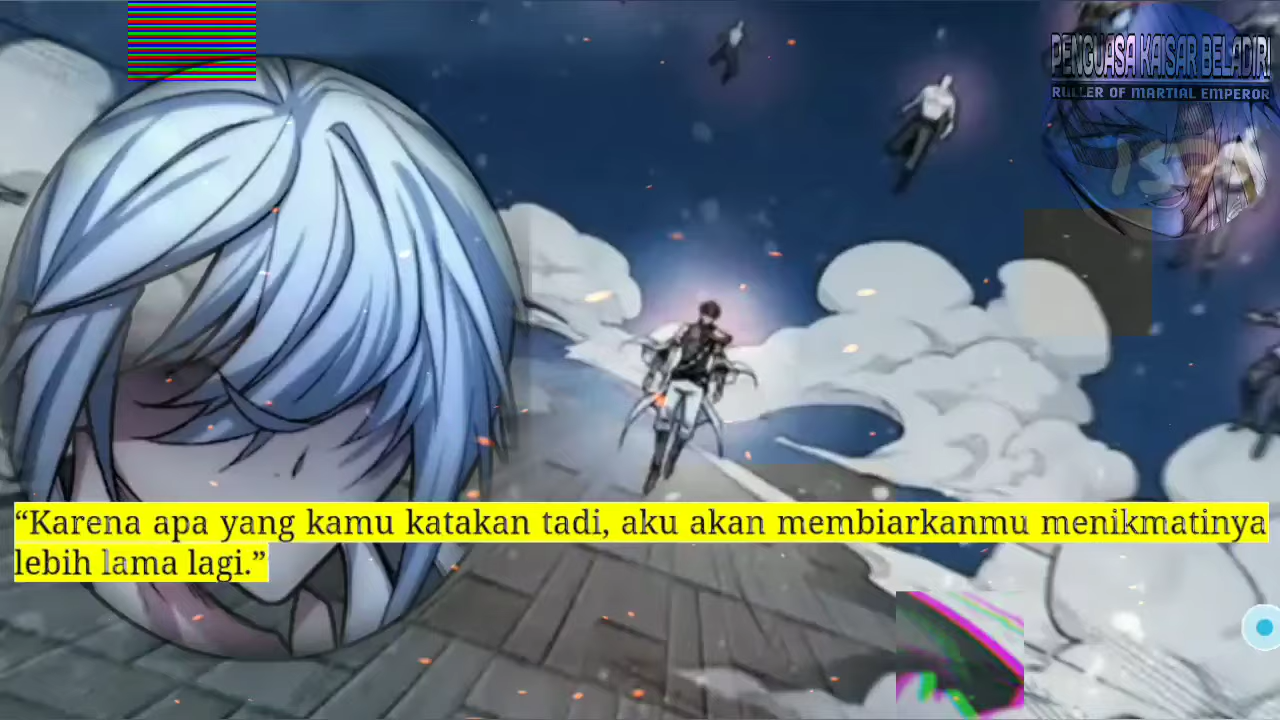 PENGUASA KAISAR BELADIRI
RULLER OF MARTIAL EMPEROR
“Karena apa yang kamu katakan tadi, aku akan membiarkanmu menikmatinya
lebih lama lagi.”